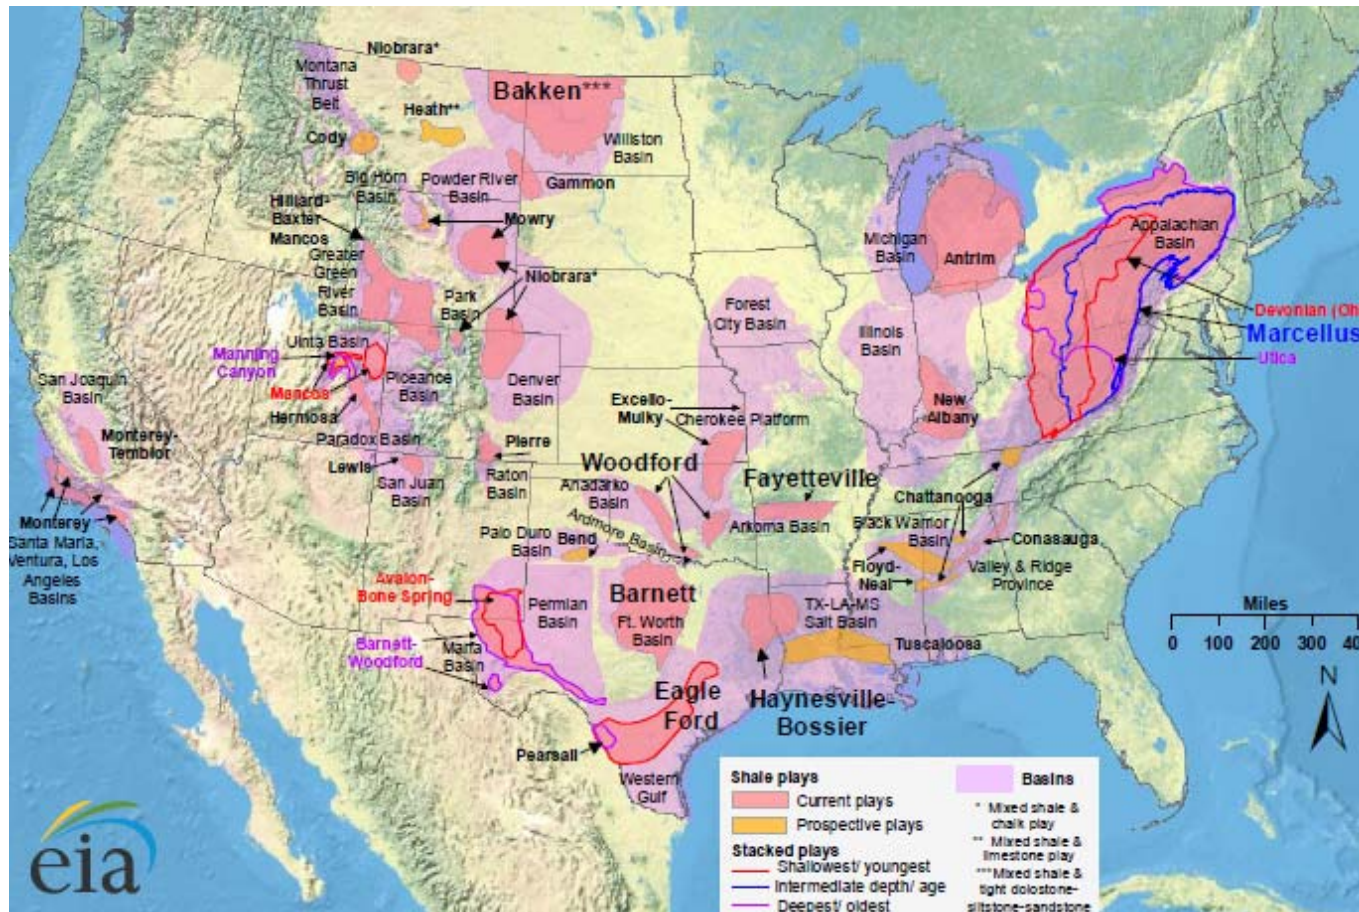 Niobrara*
Montana
Thrust
Belt
Bakken***
Heath**
Cody
Williston
Basin
Big Horn
Basin
Powder River
Basin
Gammon
Hilliard-
Baxter-
Mancos
Mowry
Greater
Green
River
Basin
Niobrara*
Park
Basin
Michigan
Basin
Antrim
Appalachian
Basin
Devonian (Oh
Marcellus
Utica
Forest
City Basin
Illinois
Basin
Uinta Basin
Manning
Canyon
Mancos
Piceance
Basin
Hermosa
Denver
Basin
San Joaquin
Basin
Monterey-
Temblor
Paradox Basin
Lewis
San Juan
Basin
Pierre
Raton
Basin
Excello-
Mulky
Cherokee Platform
New
Albany
Woodford
Anadarko
Basin
Fayetteville
Arkoma Basin
Chattanooga
Black Warrior
Basin
Conasauga
Floyd-
Neal
Valley & Ridge
Province
Monterey
Santa Maria,
Ventura, Los
Angeles
Basins
Palo Duro
Basin
Bend
Ardmore Basin
Avalon-
Bone Spring
Permian
Basin
Barnett
Ft. Worth
Basin
TX-LA-MS
Salt Basin
Tuscaloosa
Barnett-
Woodford
Marfa
Basin
Eagle
Ford
Haynesville-
Bossier
Pearsall
Western
Gulf
Miles
0 100 200 300 40
N
Shale plays
Current plays
Prospective plays
Stacked plays
Shallowest/ youngest
Intermediate depth/ age
Deepest/ oldest
Basins
* Mixed shale &
chalk play
** Mixed shale &
limestone play
***Mixed shale &
tight dolostone-
siltstone-sandstone
eia